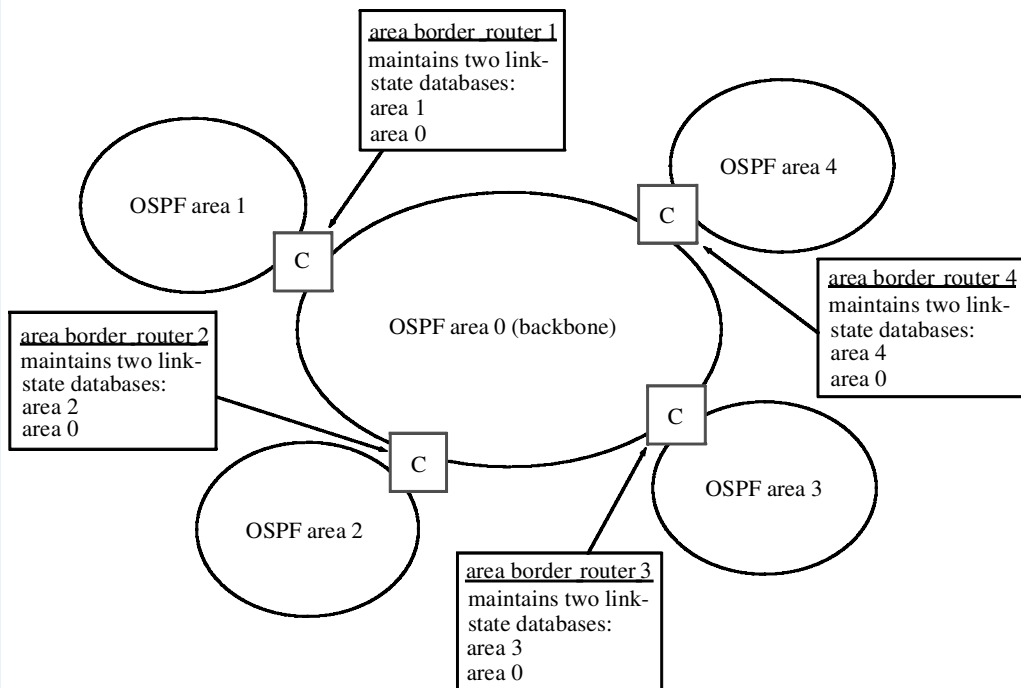 area border_router 1
maintains two link-
state databases:
area 1
area 0
OSPF area 4
OSPF area 1
C
C
area border_router 4
maintains two link-
state databases:
area 4
area 0
OSPF area 0 (backbone)
area border_router 2
maintains two link-
state databases:
area 2
area 0
C
C
OSPF area 3
OSPF area 2
area border_router 3
maintains two link-
state databases:
area 3
area 0